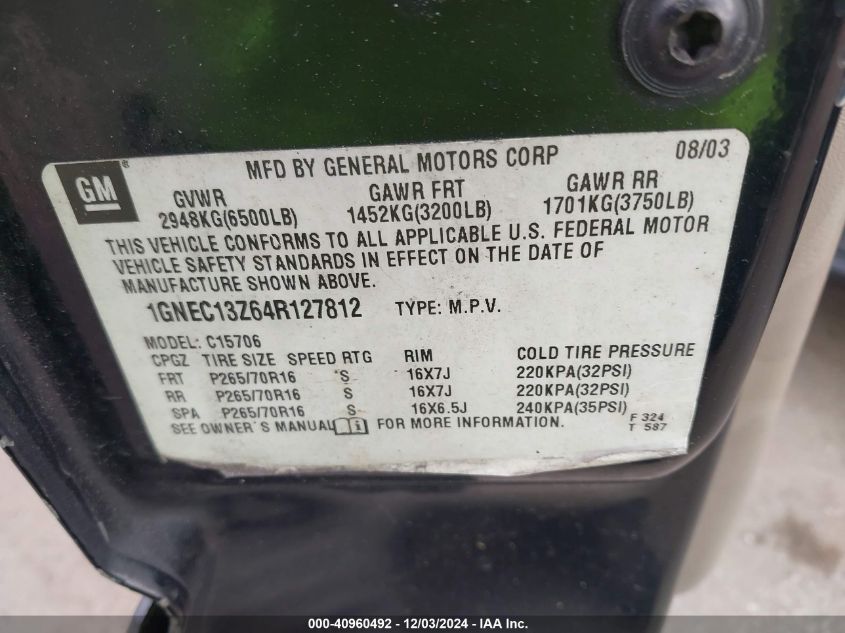 MFD BY GENERAL MOTORS CORP 08/03
GM ®
GVWR GAWR FRT GAWR RR
2948KG(6500LB) 1452KG(3200LB) 1701KG(3750LB)
THIS VEHICLE CONFORMS TO ALL APPLICABLE U.S. FEDERAL MOTOR
VEHICLE SAFETY STANDARDS IN EFFECT ON THE DATE OF
MANUFACTURE SHOWN ABOVE.
1GNEC13Z64R127812 TYPE: M.P.V.
MODEL: C15706
CPGZ TIRE SIZE SPEED RTG RIM COLD TIRE PRESSURE
FRT P265/70R16 S 16X7J 220KPA(32PSI)
RR P265/70R16 S 16X7J 220KPA(32PSI)
SPA P265/70R16 S 16X6.5J 240KPA(35PSI)
SEE OWNER'S MANUAL i FOR MORE INFORMATION.
F 324
T 587
000-40960492 - 12/03/2024 - IAA Inc.